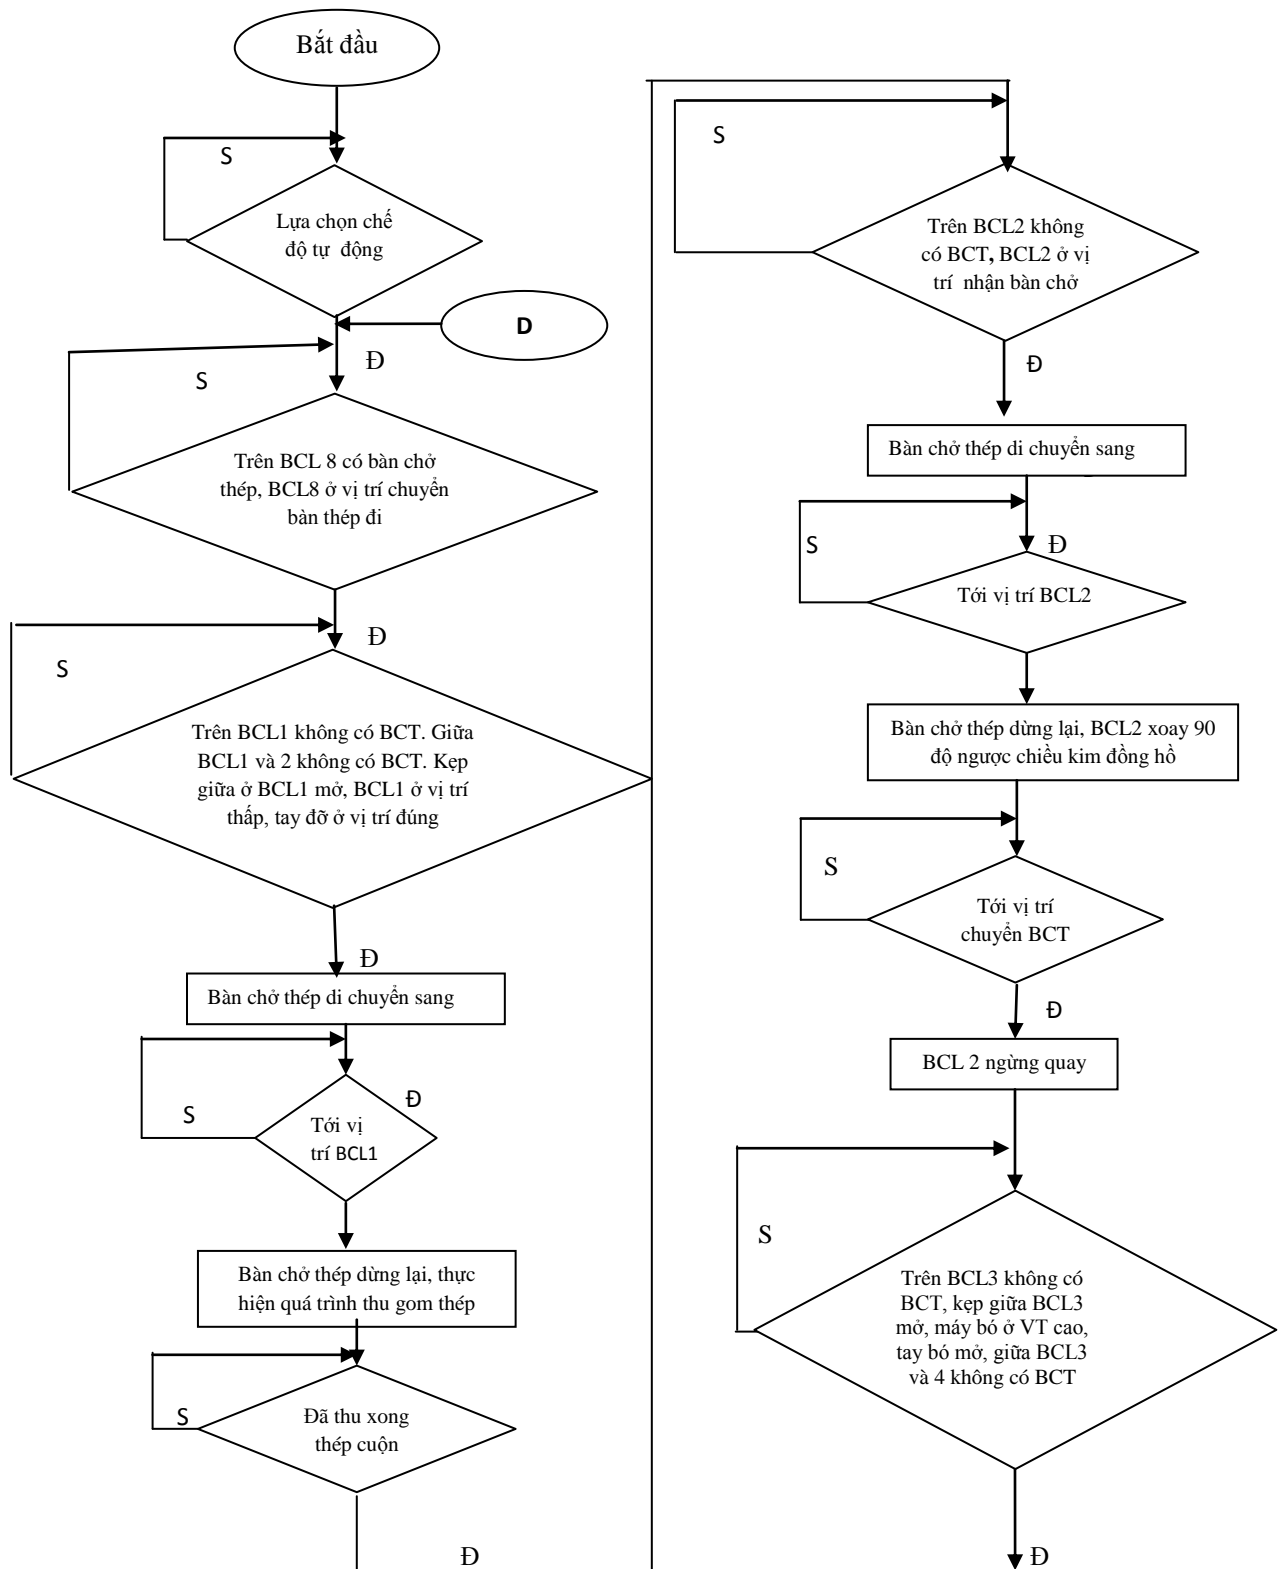 Bắt đầu
S
Lựa chọn chế
độ tự động
D
Đ
S
Trên BCL 8 có bàn chở
thép, BCL8 ở vị trí chuyển
bàn thép đi
Đ
S
Trên BCL1 không có BCT. Giữa
BCL1 và 2 không có BCT. Kẹp
giữa ở BCL1 mở, BCL1 ở vị trí
thấp, tay đỡ ở vị trí đúng
Đ
Bàn chở thép di chuyển sang
S
Đ
Tới vị
trí BCL1
Bàn chở thép dừng lại, thực
hiện quá trình thu gom thép
S
Đã thu xong
thép cuộn
Đ
S
Trên BCL2 không
có BCT, BCL2 ở vị
trí nhận bàn chở
Đ
Bàn chở thép di chuyển sang
S
Đ
Tới vị trí BCL2
Bàn chở thép dừng lại, BCL2 xoay 90
độ ngược chiều kim đồng hồ
S
Tới vị trí
chuyển BCT
Đ
BCL 2 ngừng quay
S
Trên BCL3 không có
BCT, kẹp giữa BCL3
mở, máy bó ở VT cao,
tay bó mở, giữa BCL3
và 4 không có BCT
Đ